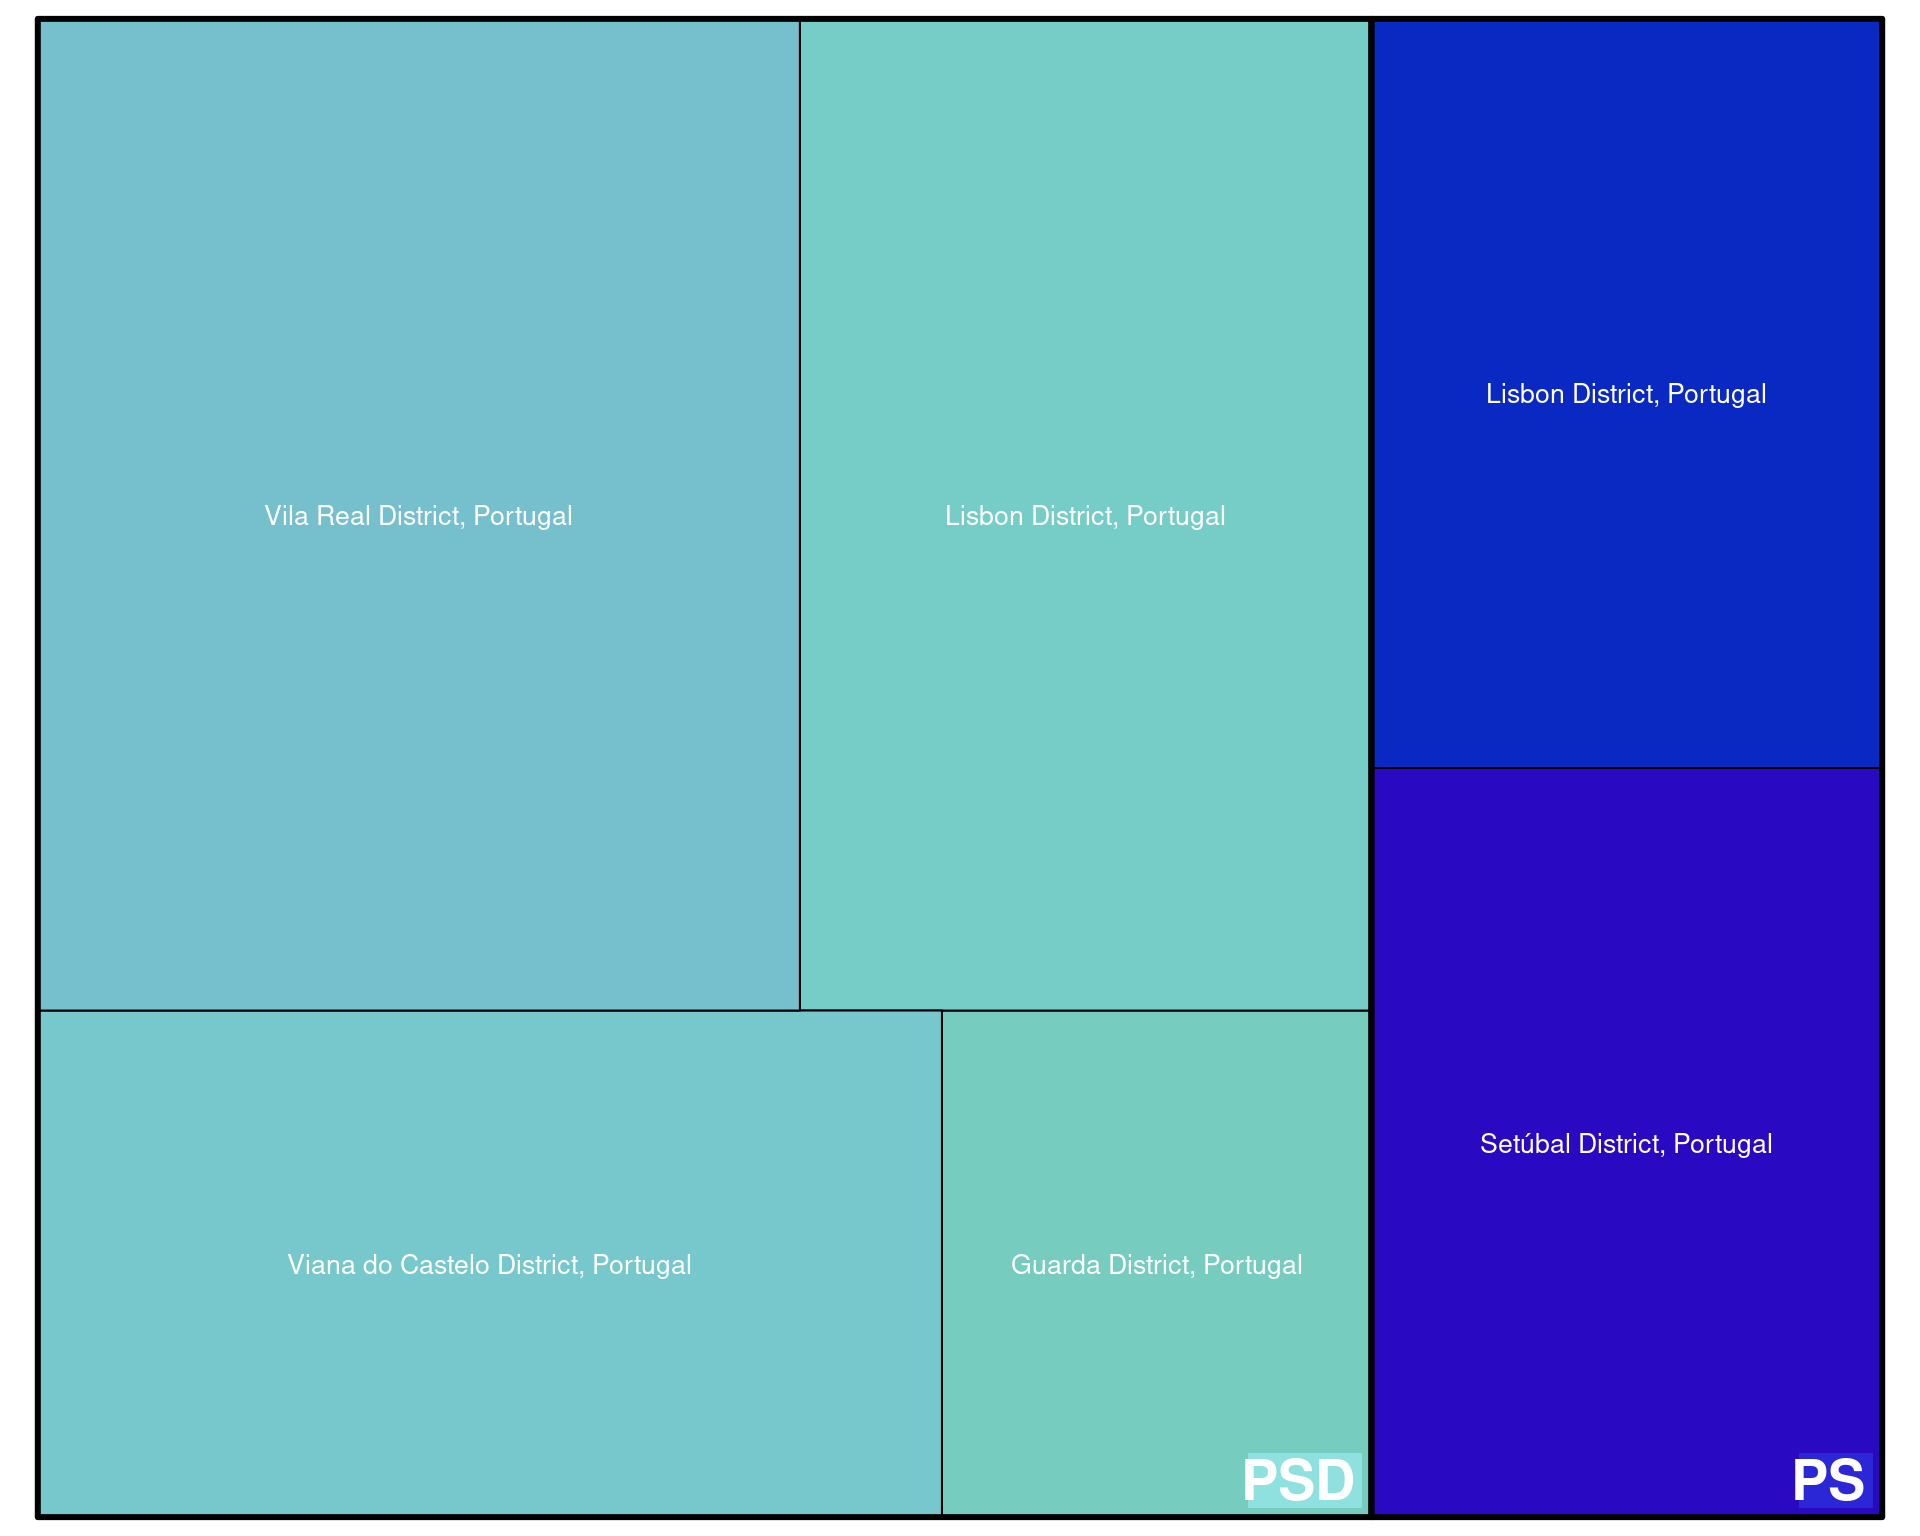 Lisbon District, Portugal
Vila Real District, Portugal
Lisbon District, Portugal
Setúbal District, Portugal
Viana do Castelo District, Portugal
Guarda District, Portugal
PSD
PS